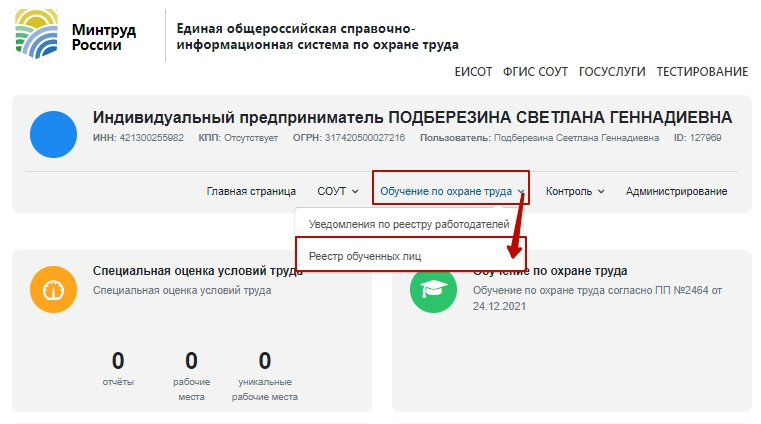 Минтруд
России
Единая общероссийская справочно-
информационная система по охране труда
ЕИСОТ ФГИС СОУТ ГОСУСЛУГИ ТЕСТИРОВАНИЕ
Индивидуальный предприниматель ПОДБЕРЕЗИНА СВЕТЛАНА ГЕННАДИЕВНА
ИНН: 421300255982 КПП: Отсутствует ОГРН: 317420500027216 Пользователь: Подберезина Светлана Геннадиевна ID: 127969
Главная страница СОУТ Обучение по охране труда Контроль Администрирование
Уведомления по реестру работодателей
Реестр обученных лиц
Специальная оценка условий труда
Специальная оценка условий труда
0 0 0
отчёты рабочие уникальные
места рабочие места
Обучение по охране труда
Обучение по охране труда согласно ПП №2464 от
24.12.2021